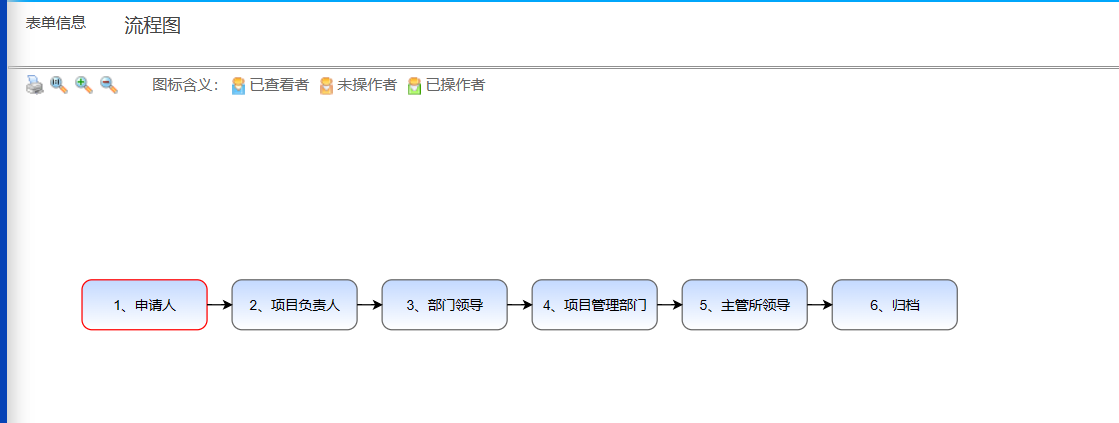 表单信息 流程图
图标含义： 已查看者 未操作者 已操作者
1、申请人 2、项目负责人 3、部门领导 4、项目管理部门 5、主管所领导 6、归档